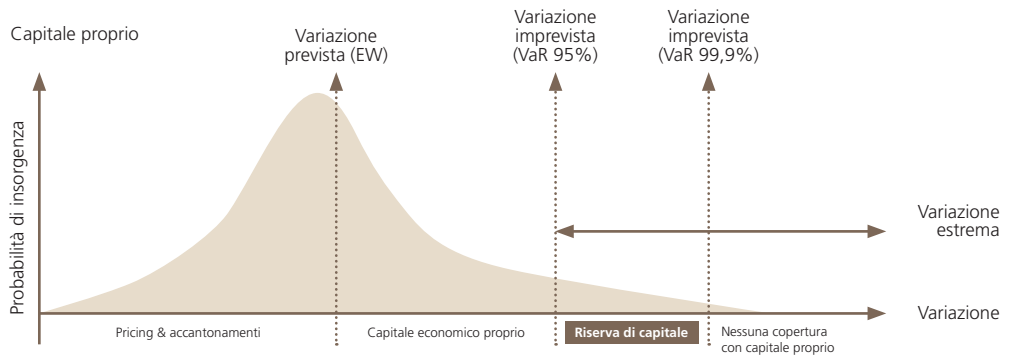 Capitale proprio
Variazione
prevista (EW)
Variazione
imprevista
(VaR 95%)
Variazione
imprevista
(VaR 99,9%)
Probabilità di insorgenza
Variazione
estrema
Variazione
Pricing & accantonamenti
Capitale economico proprio
Riserva di capitale
Nessuna copertura
con capitale proprio